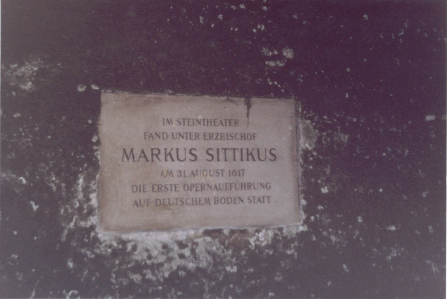 IM STEINTHEATER
FAND UNTER ERZBISCHOF
MARKUS SITTIKUS
AM 31. AUGUST 1617
DIE ERSTE OPERNAUFFÜHRUNG
AUF DEUTSCHEM BODEN STATT